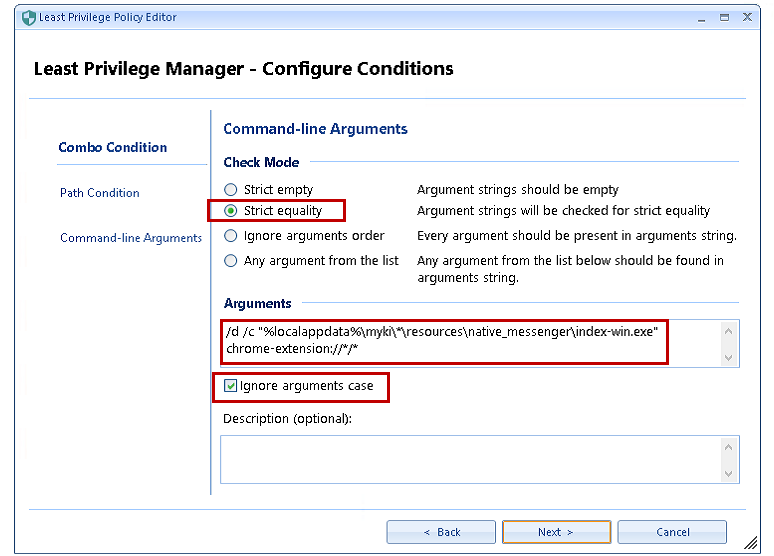 Least Privilege Policy Editor
Least Privilege Manager - Configure Conditions
Combo Condition
Path Condition
Command-line Arguments
Command-line Arguments
Check Mode
Strict empty Argument strings should be empty
Strict equality Argument strings will be checked for strict equality
Ignore arguments order Every argument should be present in arguments string.
Any argument from the list Any argument from the list below should be found in
arguments string.
Arguments
/d /c "%localappdata%\myki\*\resources\native_messenger\index-win.exe"
chrome-extension://*/*
Ignore arguments case
Description (optional):
< Back Next > Cancel